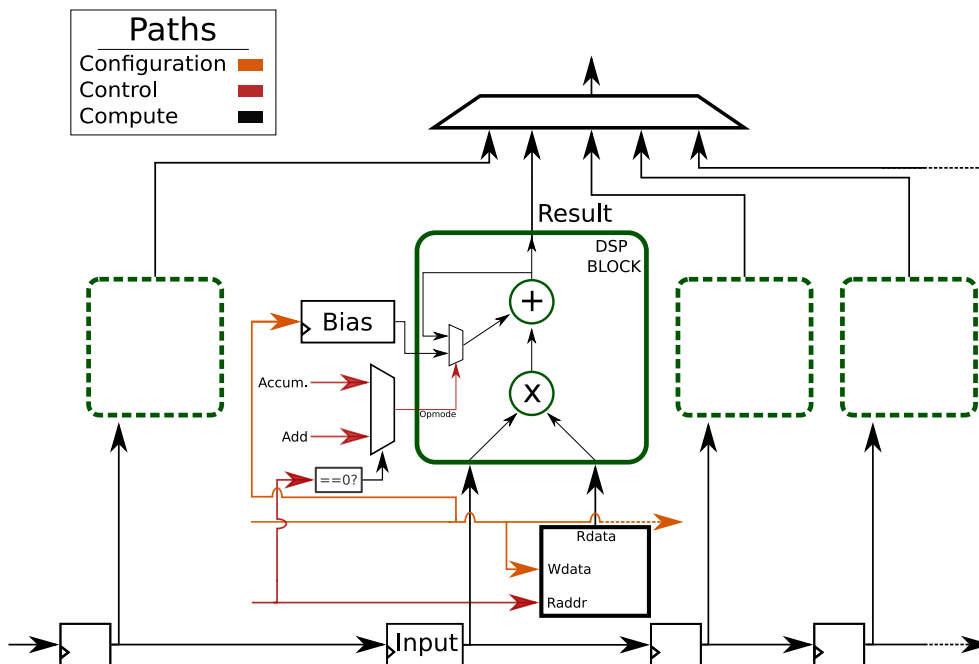 Paths
Configuration
Control
Compute
Result
DSP
BLOCK
+
Bias
Accum.
x
Opmode
Add
==0?
Rdata
Wdata
Raddr
Input